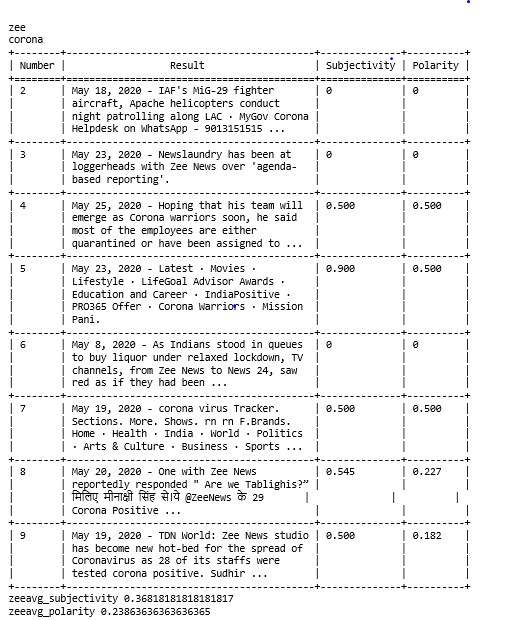 zee
corona
Number | Result | Subjectivity | Polarity
2 | May 18, 2020 - IAF's MiG-29 fighter | 0 | 0
aircraft, Apache helicopters conduct
night patrolling along LAC · MyGov Corona
Helpdesk on WhatsApp - 9013151515 ...
3 | May 23, 2020 - Newslaundry has been at | 0 | 0
loggerheads with Zee News over 'agenda-
based reporting'.
4 | May 25, 2020 - Hoping that his team will | 0.500 | 0.500
emerge as Corona warriors soon, he said
most of the employees are either
quarantined or have been assigned to ...
5 | May 23, 2020 - Latest · Movies · | 0.900 | 0.500
Lifestyle · LifeGoal Advisor Awards ·
Education and Career · IndiaPositive ·
PRO365 Offer · Corona Warriors · Mission
Pani.
6 | May 8, 2020 - As Indians stood in queues | 0 | 0
to buy liquor under relaxed lockdown, TV
channels, from Zee News to News 24, saw
red as if they had been ...
7 | May 19, 2020 - corona virus Tracker. | 0.500 | 0.500
Sections. More. Shows. rn rn F.Brands.
Home · Health · India · World · Politics
· Arts & Culture · Business · Sports ...
8 | May 20, 2020 - One with Zee News | 0.545 | 0.227
reportedly responded " Are we Tablighis?”
मिलिए मीनाक्षी सिंह से।ये @ZeeNews के 29
Corona Positive ...
9 | May 19, 2020 - TDN World: Zee News studio | 0.500 | 0.182
has become new hot-bed for the spread of
Coronavirus as 28 of its staffs were
tested corona positive. Sudhir ...
zeeavg_subjectivity 0.36818181818181817
zeeavg_polarity 0.23863636363636365